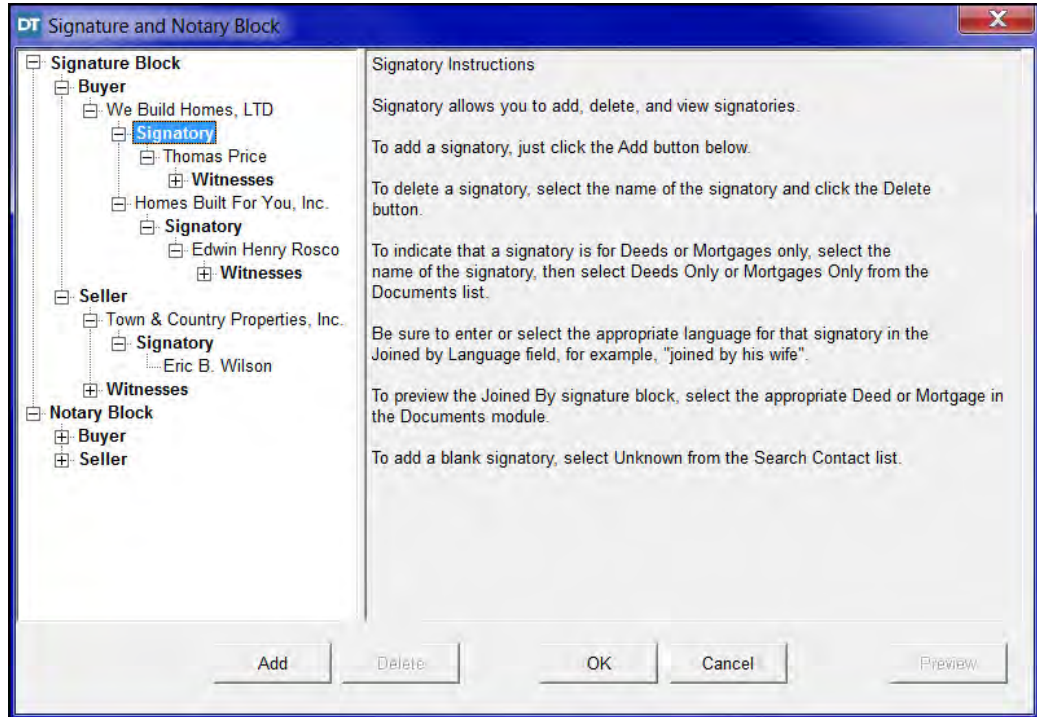 DT Signature and Notary Block
Signature Block
Buyer
We Build Homes, LTD
Signatory
Thomas Price
Witnesses
Homes Built For You, Inc.
Signatory
Edwin Henry Rosco
Witnesses
Seller
Town & Country Properties, Inc.
Signatory
Eric B. Wilson
Witnesses
Notary Block
Buyer
Seller
Signatory Instructions
Signatory allows you to add, delete, and view signatories.
To add a signatory, just click the Add button below.
To delete a signatory, select the name of the signatory and click the Delete
button.
To indicate that a signatory is for Deeds or Mortgages only, select the
name of the signatory, then select Deeds Only or Mortgages Only from the
Documents list.
Be sure to enter or select the appropriate language for that signatory in the
Joined by Language field, for example, "joined by his wife".
To preview the Joined By signature block, select the appropriate Deed or Mortgage in
the Documents module.
To add a blank signatory, select Unknown from the Search Contact list.
Add Delete OK Cancel Preview